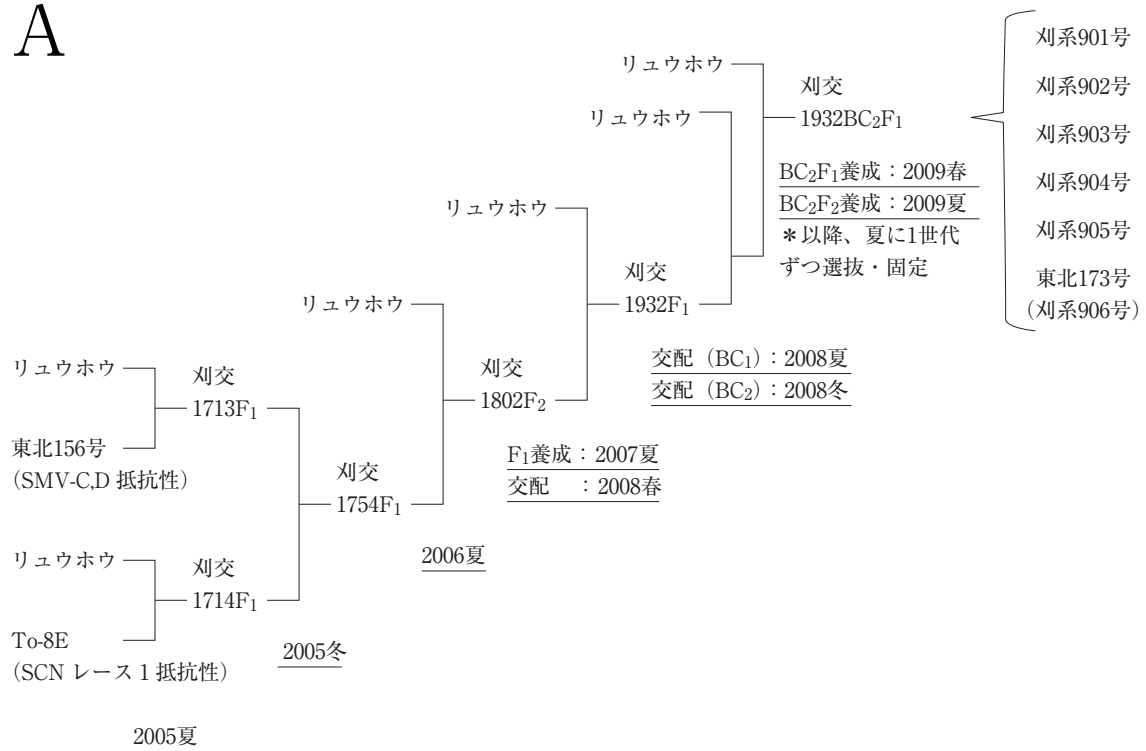 A
リュウホウ
東北156号
(SMV-C,D 抵抗性)
刈交
1713F1
リュウホウ
To-8E
(SCN レース 1 抵抗性)
刈交
1714F1
2005夏
2005冬
刈交
1754F1
2006夏
リュウホウ
刈交
1802F2
F1養成:2007夏
交配 :2008春
リュウホウ
刈交
1932F1
交配(BC1):2008夏
交配(BC2):2008冬
リュウホウ
リュウホウ
刈交
1932BC2F1
BC2F1養成:2009春
BC2F2養成:2009夏
*以降、夏に1世代
ずつ選抜・固定
刈系901号
刈系902号
刈系903号
刈系904号
刈系905号
東北173号
(刈系906号)